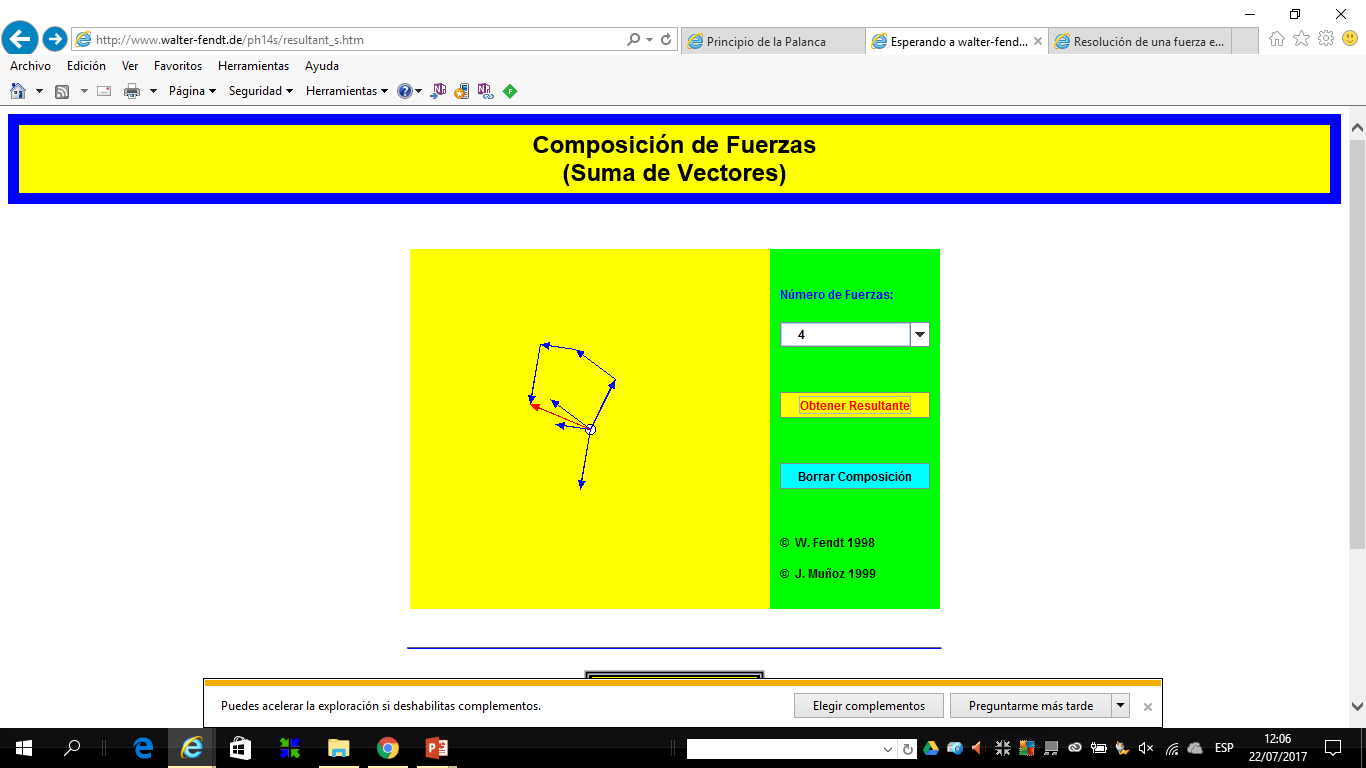 http://www.walter-fendt.de/ph14s/resultant_s.htm
Principio de la Palanca
Esperando a walter-fend...
Resolución de una fuerza e...
Archivo Edición Ver Favoritos Herramientas Ayuda
Página Seguridad Herramientas
Composición de Fuerzas
(Suma de Vectores)
Número de Fuerzas:
4
Obtener Resultante
Borrar Composición
© W. Fendt 1998
© J. Muñoz 1999
Puedes acelerar la exploración si deshabilitas complementos.
Elegir complementos
Preguntarme más tarde
ESP
12:06
22/07/2017